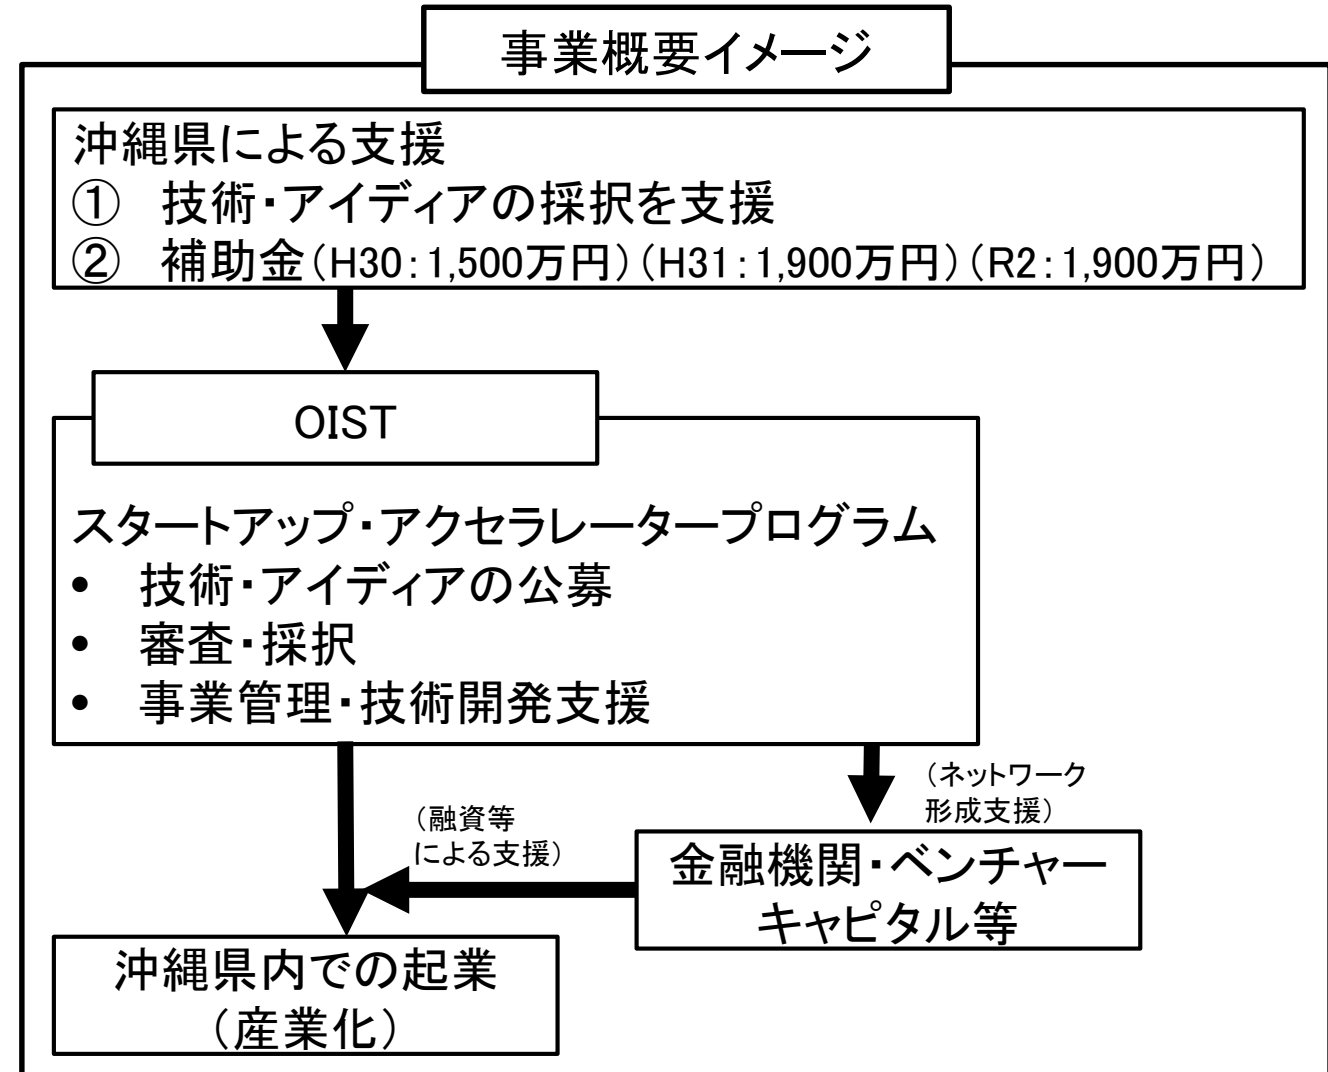 事業概要イメージ
沖縄県による支援
① 技術・アイディアの採択を支援
② 補助金(H30:1,500万円)(H31:1,900万円)(R2:1,900万円)
OIST
スタートアップ・アクセラレータープログラム
• 技術・アイディアの公募
• 審査・採択
• 事業管理・技術開発支援
(ネットワーク
形成支援)
(融資等
による支援)
金融機関・ベンチャー
キャピタル等
沖縄県内での起業
(産業化)